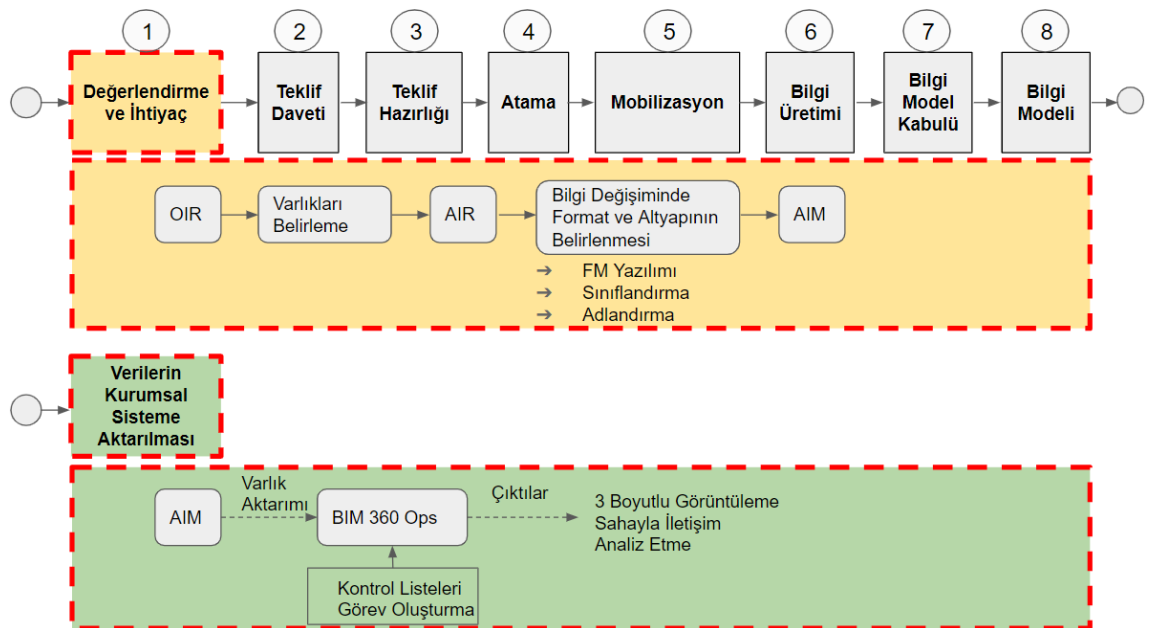 1
2
3
4
5
6
7
8
Değerlendirme
ve İhtiyaç
Teklif
Daveti
Teklif
Hazırlığı
Atama
Mobilizasyon
Bilgi
Üretimi
Bilgi
Model
Kabulü
Bilgi
Modeli
OIR
Varlıkları
Belirleme
AIR
Bilgi Değişiminde
Format ve Altyapının
Belirlenmesi
AIM
➔ FM Yazılımı
➔ Sınıflandırma
➔ Adlandırma
Verilerin
Kurumsal
Sisteme
Aktarılması
AIM
Varlık
Aktarımı
BIM 360 Ops
Çıktılar
3 Boyutlu Görüntüleme
Sahayla İletişim
Analiz Etme
Kontrol Listeleri
Görev Oluşturma